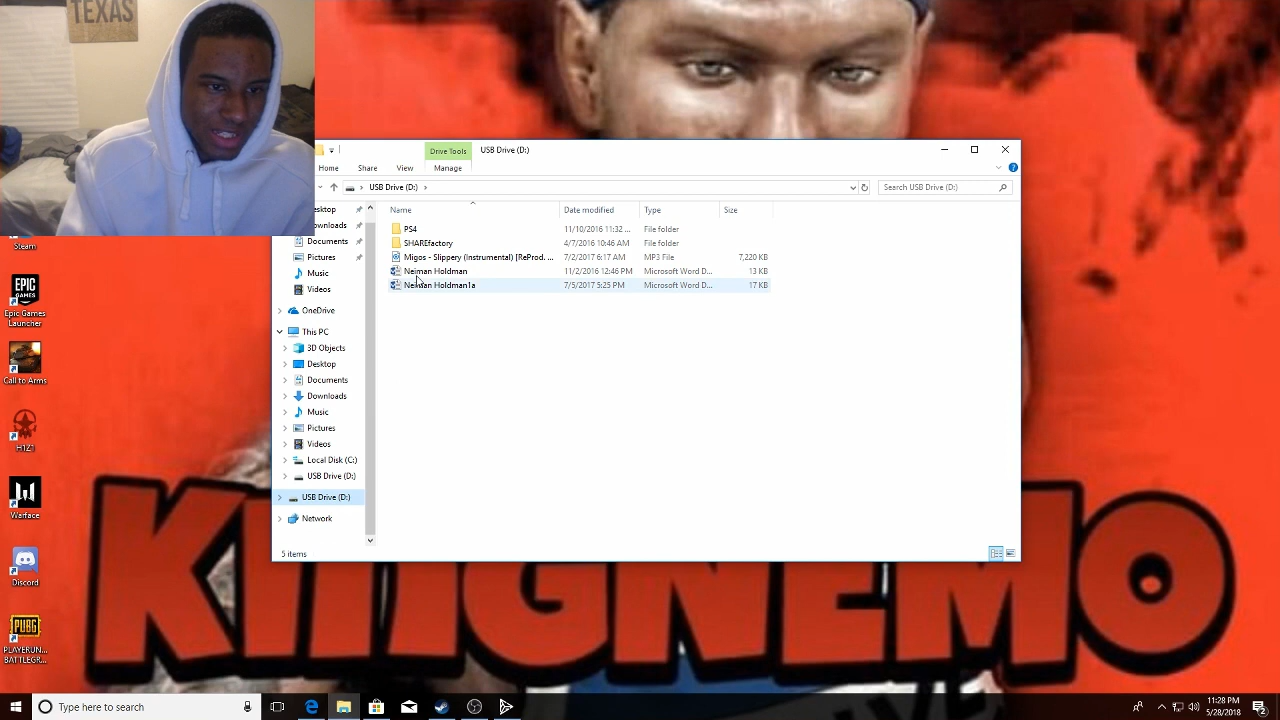 TEXAS
Drive Tools
USB Drive (D:)
Home
Share
View
Manage
USB Drive (D:)
Search USB Drive (D:)
Name
Date modified
Type
Size
PS4
11/10/2016 11:32 ...
File folder
SHAREfactory
4/7/2016 10:46 AM
File folder
Migos - Slippery (Instrumental) [ReProd. ...
7/2/2017 6:17 AM
MP3 File
7,220 KB
Neiman Holdman
11/2/2016 12:46 PM
Microsoft Word D...
13 KB
Neiman Holdman1a
7/5/2017 5:25 PM
Microsoft Word D...
17 KB
esktop
ownloads
Documents
Pictures
Music
Videos
OneDrive
This PC
3D Objects
Desktop
Documents
Downloads
Music
Pictures
Videos
Local Disk (C:)
USB Drive (D:)
USB Drive (D:)
Network
5 items
Steam
EPIC
GAMES
Epic Games
Launcher
Call to Arms
H1Z1
Warface
Discord
PUBG
PLAYERUN...
BATTLEGR...
KIIGNEMO
Type here to search
11:28 PM
5/28/2018
2